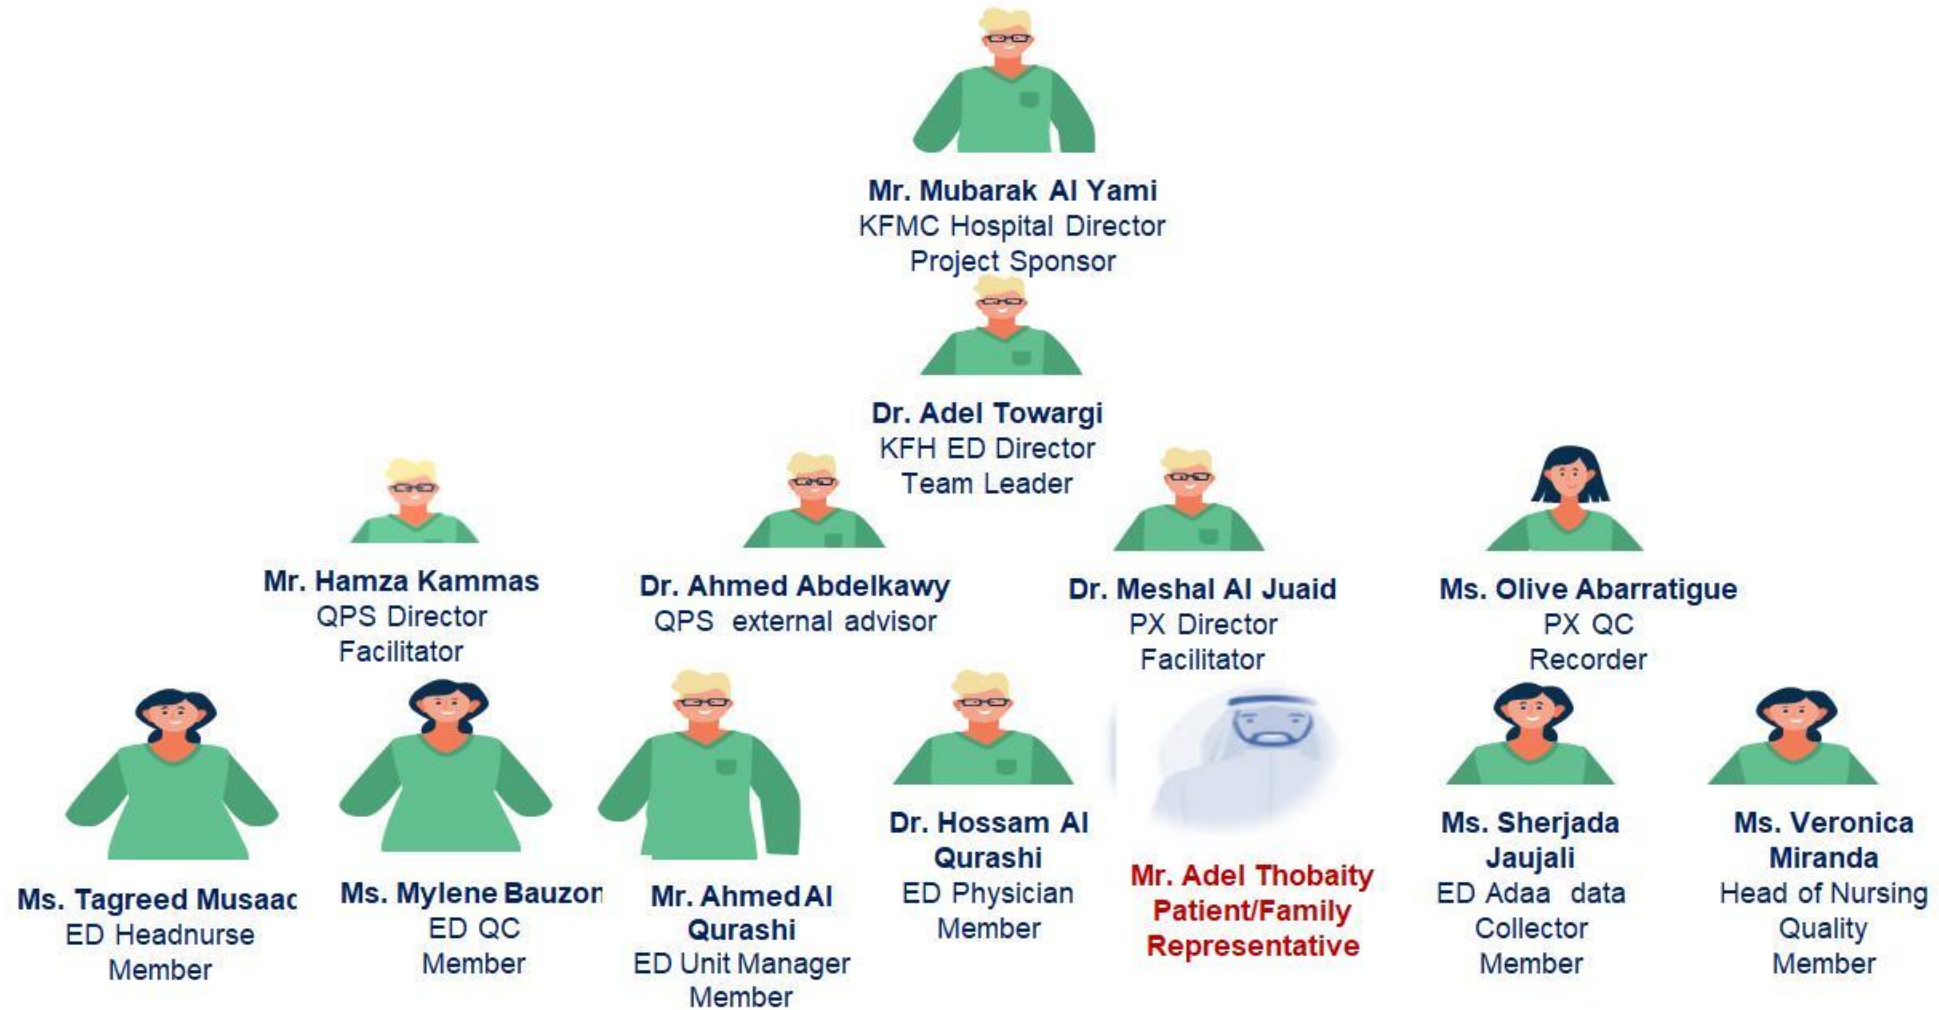 Mr. Mubarak Al Yami
KFMC Hospital Director
Project Sponsor
Dr. Adel Towargi
KFH ED Director
Team Leader
Mr. Hamza Kammas
QPS Director
Facilitator
Dr. Ahmed Abdelkawy
QPS external advisor
Dr. Meshal Al Juaid
PX Director
Facilitator
Ms. Olive Abarratigue
PX QC
Recorder
Ms. Tagreed Musaac
ED Headnurse
Member
Ms. Mylene Bauzon
ED QC
Member
Mr. Ahmed Al
Qurashi
ED Unit Manager
Member
Dr. Hossam Al
Qurashi
ED Physician
Member
Mr. Adel Thobaity
Patient/Family
Representative
Ms. Sherjada
Jaujali
ED Adaa data
Collector
Member
Ms. Veronica
Miranda
Head of Nursing
Quality
Member